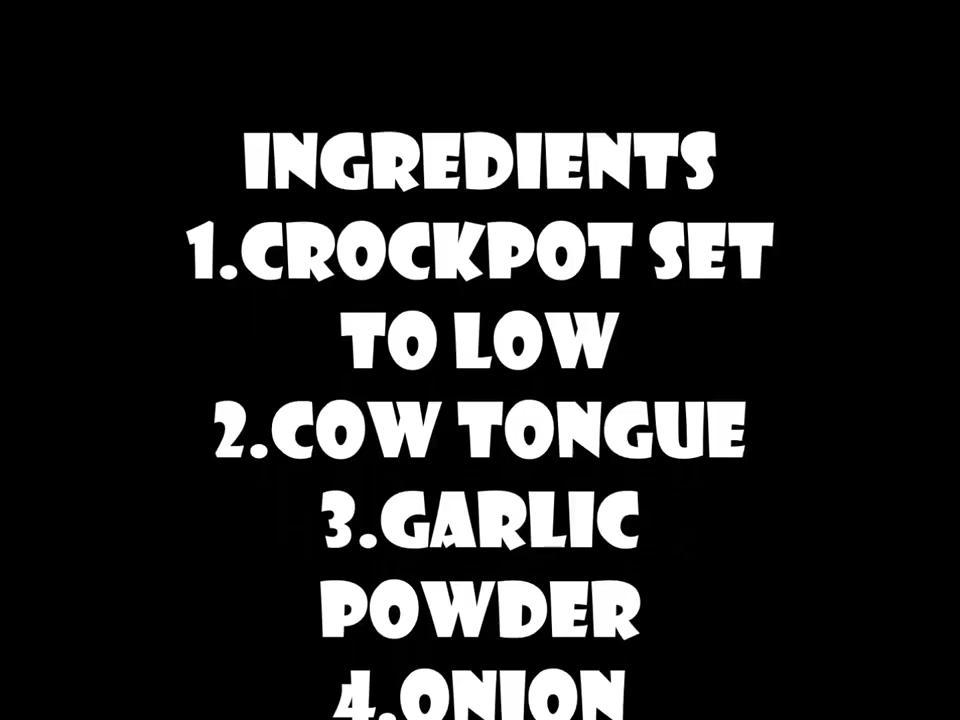 INGREDIENTS
1.CROCKPOT SET
TO LOW
2.COW TONGUE
3.GARLIC
POWDER
4.ONION